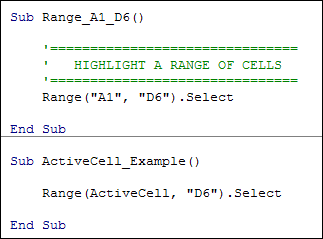 Sub Range_A1_D6()
'===============================
'   HIGHLIGHT A RANGE OF CELLS
'===============================
Range("A1", "D6").Select
End Sub
Sub ActiveCell_Example()
Range(ActiveCell, "D6").Select
End Sub